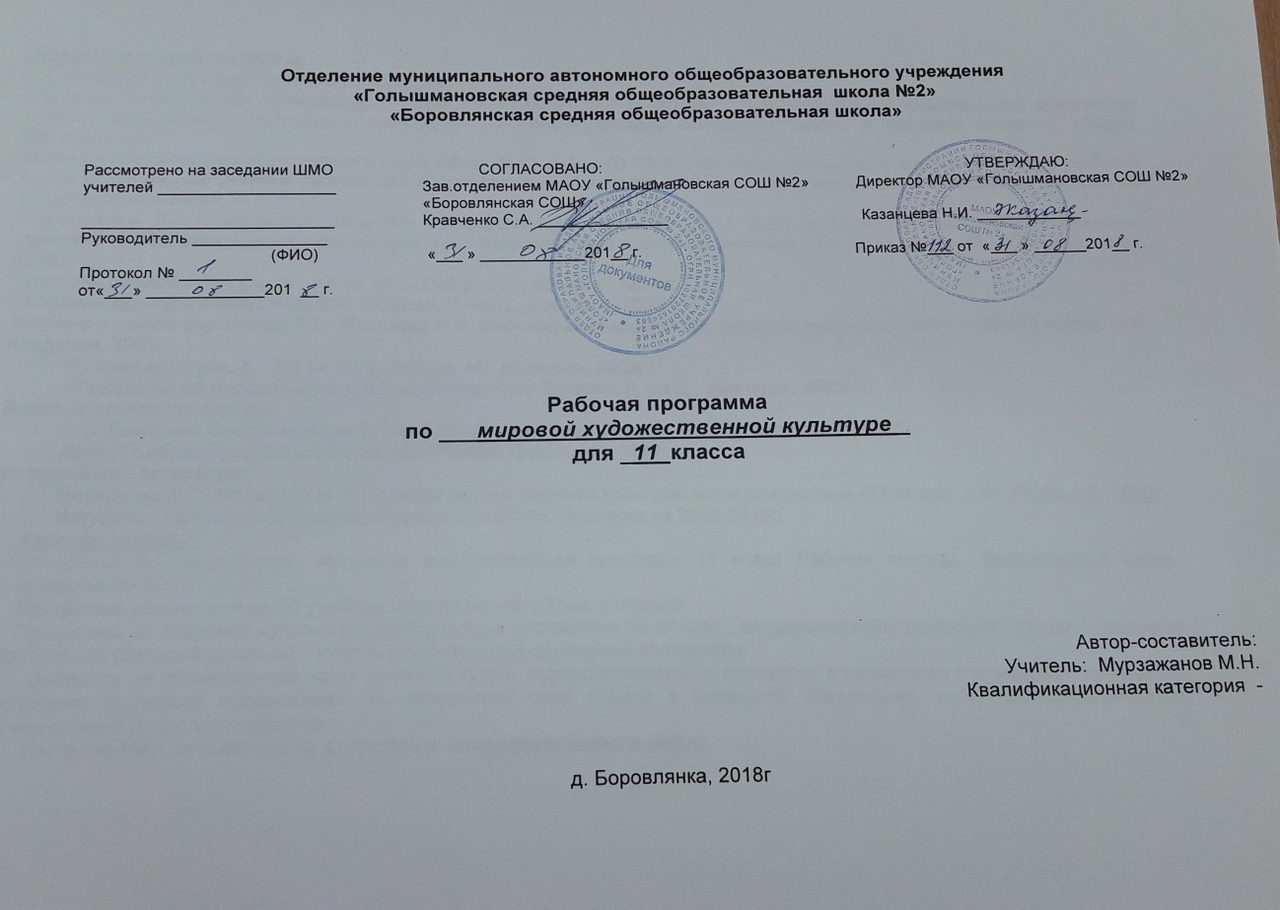 Отделение муниципального автономного общеобразовательного учреждения
«Голышмановская средняя общеобразовательная школа №2»
«Боровлянская средняя общеобразовательная школа»
Рассмотрено на заседании ШМО
учителей
Руководитель
(ФИО)
Протокол № 1
от« 31 » 08 201 8 г.
СОГЛАСОВАНО:
Зав.отделением МАОУ «Голышмановская СОШ №2»
«Боровлянская СОШ»
Кравченко С.А.
« 31 » 08 201 8 г.
Для
документов
УТВЕРЖДАЮ:
Директор МАОУ «Голышмановская СОШ №2»
Казанцева Н.И.
Приказ № 112 от « 31 » 08 201 8 г.
Рабочая программа
по мировой художественной культуре
для 11 класса
Автор-составитель:
Учитель: Мурзажанов М.Н.
Квалификационная категория -
д. Боровлянка, 2018г